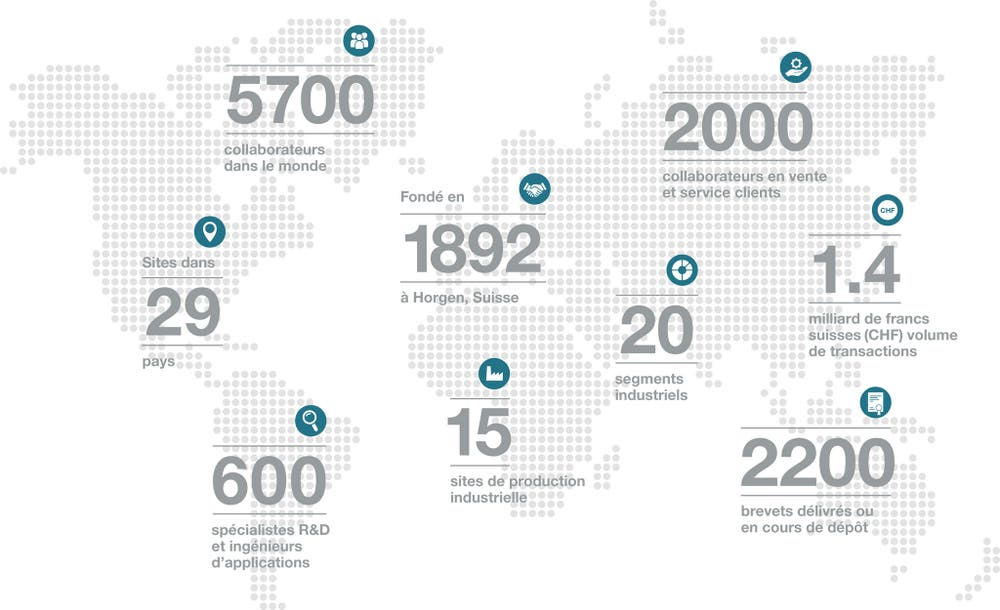 5700
collaborateurs
dans le monde
CHF
2000
collaborateurs en vente
et service clients
Fondé en
1892
à Horgen, Suisse
Sites dans
29
pays
20
segments
industriels
1.4
milliard de francs
suisses (CHF) volume
de transactions
600
spécialistes R&D
et ingénieurs
d’applications
15
sites de production
industrielle
2200
brevets délivrés ou
en cours de dépôt